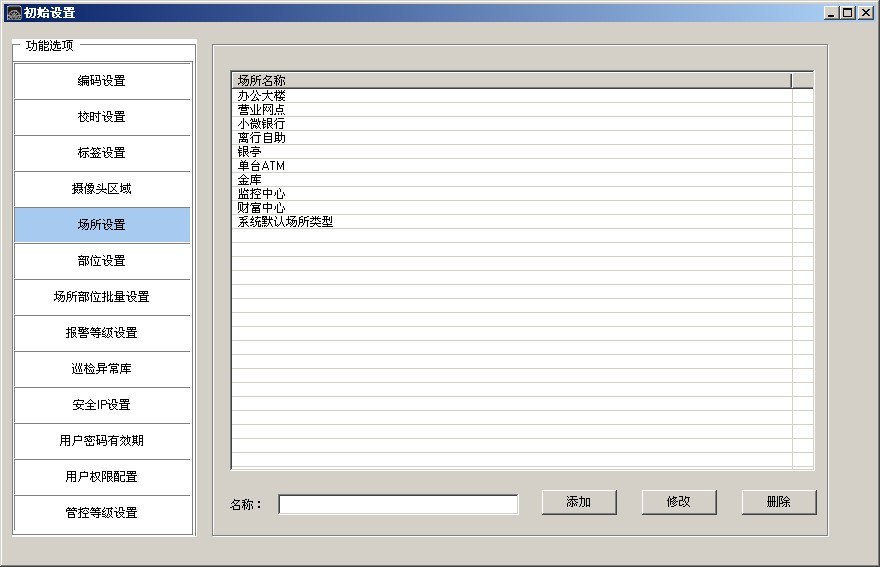 初始设置
功能选项
编码设置
校时设置
标签设置
摄像头区域
场所设置
部位设置
场所部位批量设置
报警等级设置
巡检异常库
安全IP设置
用户密码有效期
用户权限配置
管控等级设置
场所名称
办公大楼
营业网点
小微银行
离行自助
银亭
单台ATM
金库
监控中心
财富中心
系统默认场所类型
名称：
添加
修改
删除